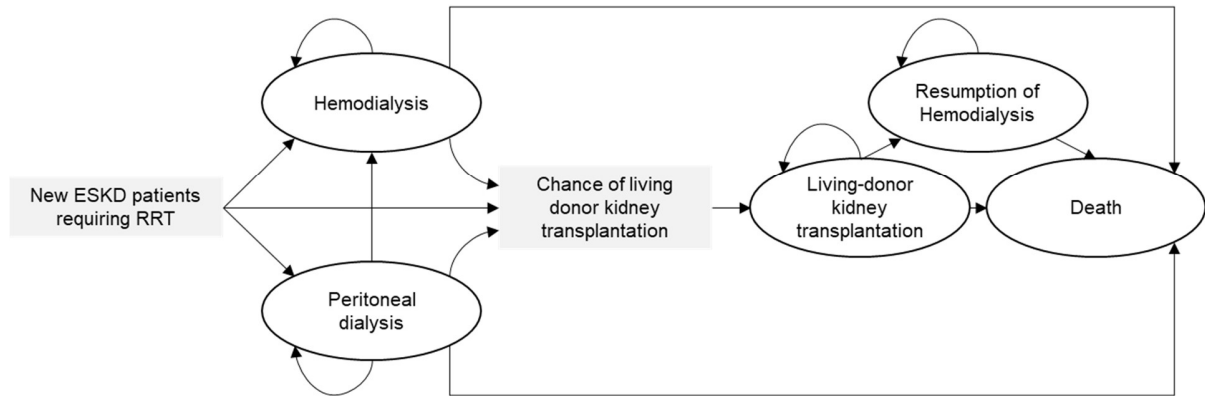 Hemodialysis
Resumption of
Hemodialysis
New ESKD patients
requiring RRT
Chance of living
donor kidney
transplantation
Living-donor
kidney
transplantation
Death
Peritoneal
dialysis